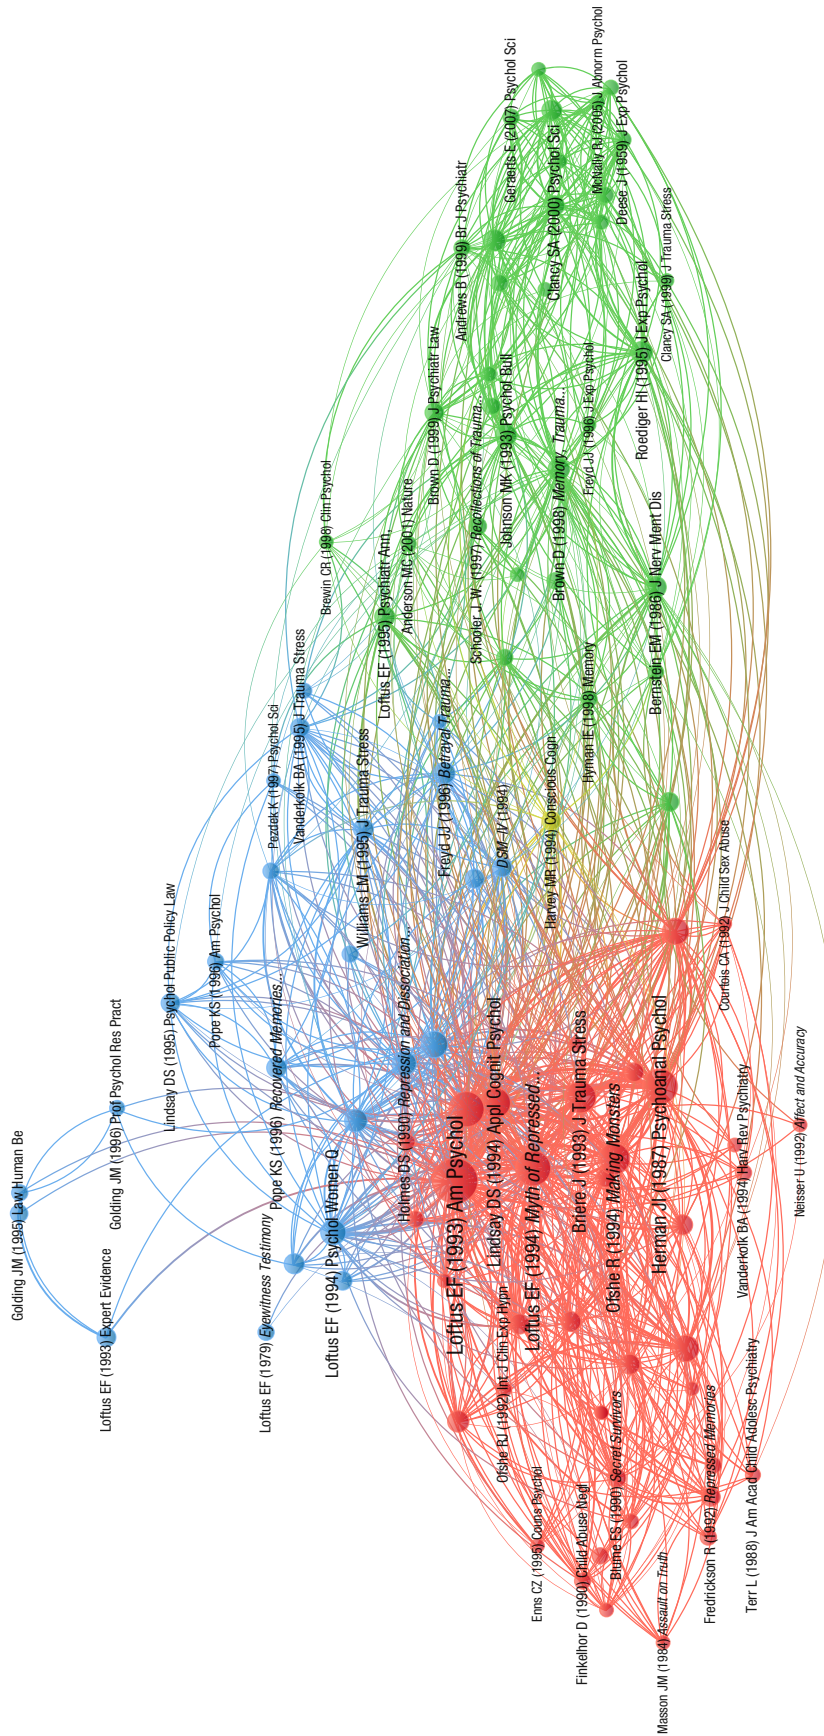 Golding JM (1995) Law Human Be
Loftus EF (1993) Expert Evidence
Golding JM (1996) Prof Psychol Res Pract
Lindsay DS (1995) Psychol Public Policy Law
Pope KS (1996) Am Psychol
Loftus EF (1979) Eyewitness Testimony
Pope KS (1996) Recovered Memories...
Pezdek K (1997) Psychol Sci
Vanderkolk BA (1995) J Trauma Stress
Brewin CR (1998) Clin Psychol
Loftus EF (1994) Psychol Women Q
Williams LM (1995) J Trauma Stress
Loftus EF (1995) Psychiatr Ann,
Anderson MC (2001) Nature
Brown D (1999) J Psychiatr Law
Andrews B (1999) Br J Psychiatr
Holmes DS (1990) Repression and Dissociation...
Freyd JJ (1996) Betrayal Trauma...
Schooler J. W. (1997) Recollections of Trauma...
Loftus EF (1993) Am Psychol
Lindsay DS (1994) Appl Cognit Psychol
DSM-IV (1994)
Johnson MK (1993) Psychol Bull
Geraerts E (2007) Psychol Sci
Ofshe RJ (1992) Int J Clin Exp Hypn
Loftus EF (1994) Myth of Repressed...
Harvey MR (1994) Conscious Cogn
Brown D (1998) Memory, Trauma...
Clancy SA (2000) Psychol Sci
Enns CZ (1995) Couns Psychol
Briere J (1993) J Trauma Stress
Hyman IE (1998) Memory
Freyd JJ (1996) J Exp Psychol
McNally RJ (2005) J Abnorm Psychol
Finkelhor D (1990) Child Abuse Negl
Blume ES (1990) Secret Survivors
Ofshe R (1994) Making Monsters
Deese J (1959) J Exp Psychol
Herman Jl (1987) Psychoanal Psychol
Bernstein EM (1986) J Nerv Ment Dis
Roediger HI (1995) J Exp Psychol
Clancy SA (1999) J Trauma Stress
Masson JM (1984) Assault on Truth
Fredrickson R (1992) Repressed Memories
Courtois CA (1992) J Child Sex Abuse
Vanderkolk BA (1994) Harv Rev Psychiatry
Terr L (1988) J Am Acad Child Adolesc Psychiatry
Neisser U (1992) Affect and Accuracy